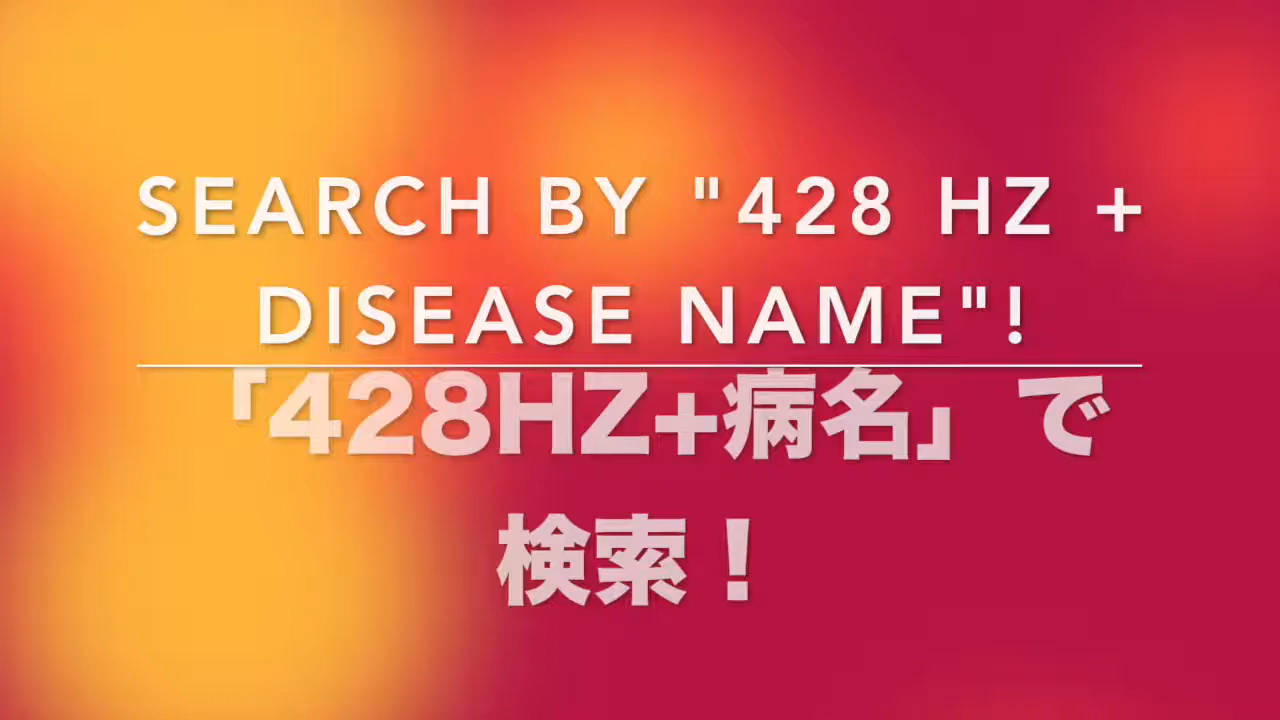 SEARCH BY "428 HZ +
DISEASE NAME"!
「428HZ+病名」で
検索！